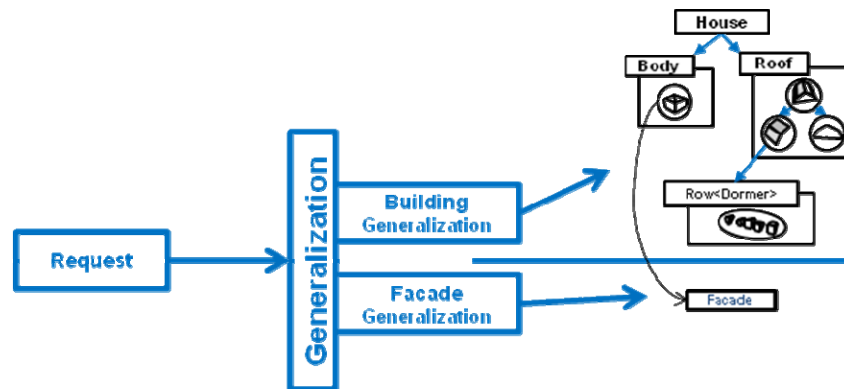 House
Body
Roof
Row<Dormer>
Generalization
Building
Generalization
Request
Facade
Generalization
Facade